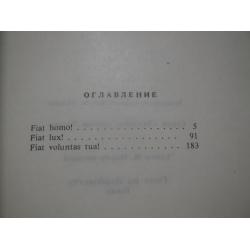 ОГЛАВЛЕНИЕ
Fiat homo! . . . . . . . . . . . . 5
Fiat lux! . . . . . . . . . . . . 91
Fiat voluntas tua! . . . . . . . . . 183